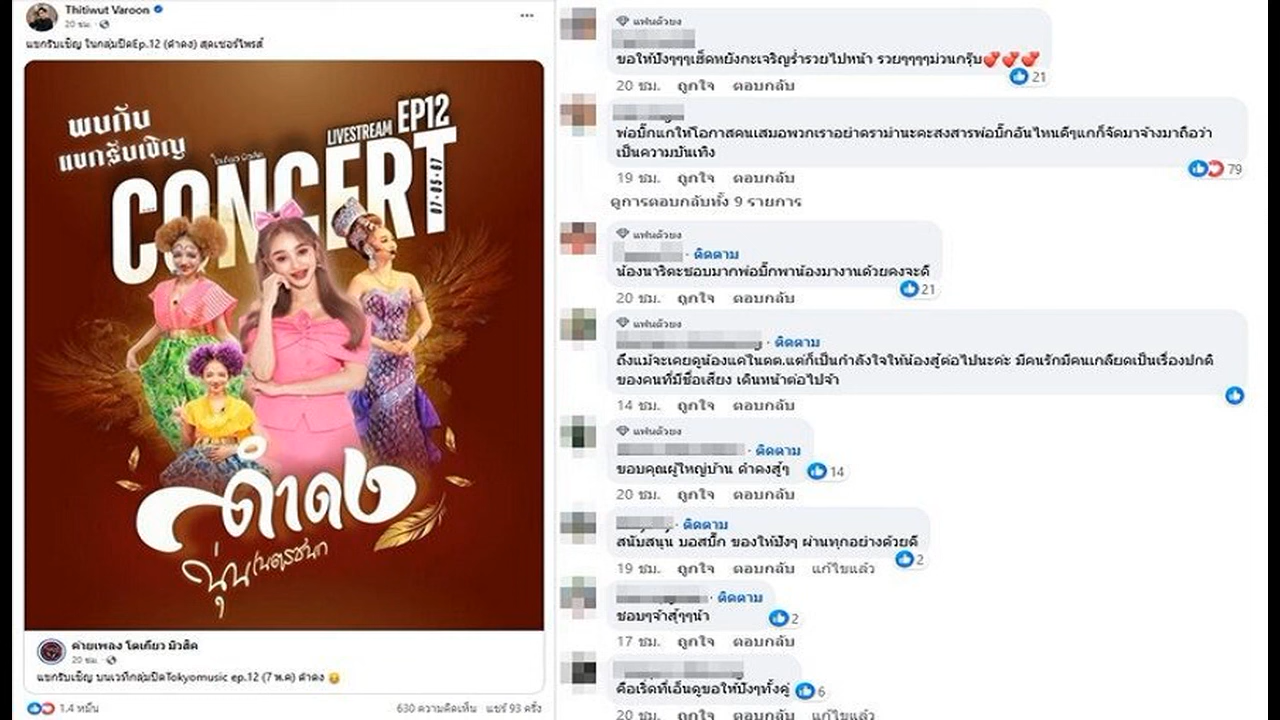 Thitiwut Varoon
20 ชม. ·
แขกรับเชิญ ในกลุ่มปิดEp.12 (ดำดง) สุดเซอร์ไพรส์
พบกับ
แขกรับเชิญ
LIVESTREAM EP12
โตเกียว มิวสิค
CONCERT
07-05-67
ดำดง
นุ่น เนตรชนก
ค่ายเพลง โตเกียว มิวสิค
20 ชม. ·
แขกรับเชิญ บนเวทีกลุ่มปิดTokyomusic ep.12 (7 พ.ค) ดำดง
1.4 หมื่น
630 ความคิดเห็น แชร์ 93 ครั้ง
แฟนตัวยง
ขอให้ปังๆๆๆเฮ็ดหยังกะเจริญร่ำรวยไปหน้า รวยๆๆๆๆม่วนกรุ๊บ
21
20 ชม. ถูกใจ ตอบกลับ
พ่อบิ๊กแกให้โอกาสคนเสมอพวกเราอย่าดราม่านะคะสงสารพ่อบิ๊กอันไหนดีๆแกก็จัดมาจ้างมาถือว่า
เป็นความบันเทิง
79
19 ชม. ถูกใจ ตอบกลับ
ดูการตอบกลับทั้ง 9 รายการ
แฟนตัวยง
· ติดตาม
น้องนาริตะชอบมากพ่อบิ๊กพาน้องมางานด้วยคงจะดี
21
20 ชม. ถูกใจ ตอบกลับ
แฟนตัวยง
· ติดตาม
ถึงแม้จะเคยดูน้องแค่ในตต.แต่ก็เป็นกำลังใจให้น้องสู้ต่อไปนะค่ะ มีคนรักมีคนเกลียดเป็นเรื่องปกติ
ของคนที่มีชื่อเสียง เดินหน้าต่อไปจ้า
14 ชม. ถูกใจ ตอบกลับ
แฟนตัวยง
· ติดตาม
ขอบคุณผู้ใหญ่บ้าน ดำดงสู้ๆ
14
20 ชม. ถูกใจ ตอบกลับ
· ติดตาม
สนับสนุน บอสบิ๊ก ของให้ปังๆ ผ่านทุกอย่างด้วยดี
2
19 ชม. ถูกใจ ตอบกลับ แก้ไขแล้ว
· ติดตาม
ชอบๆจ้าสู้ๆๆน้า
2
17 ชม. ถูกใจ ตอบกลับ
คือเริ่ดที่เอ็นดูขอให้ปังๆทั้งคู่
6
20 ชม. ถูกใจ ตอบกลับ แก้ไขแล้ว